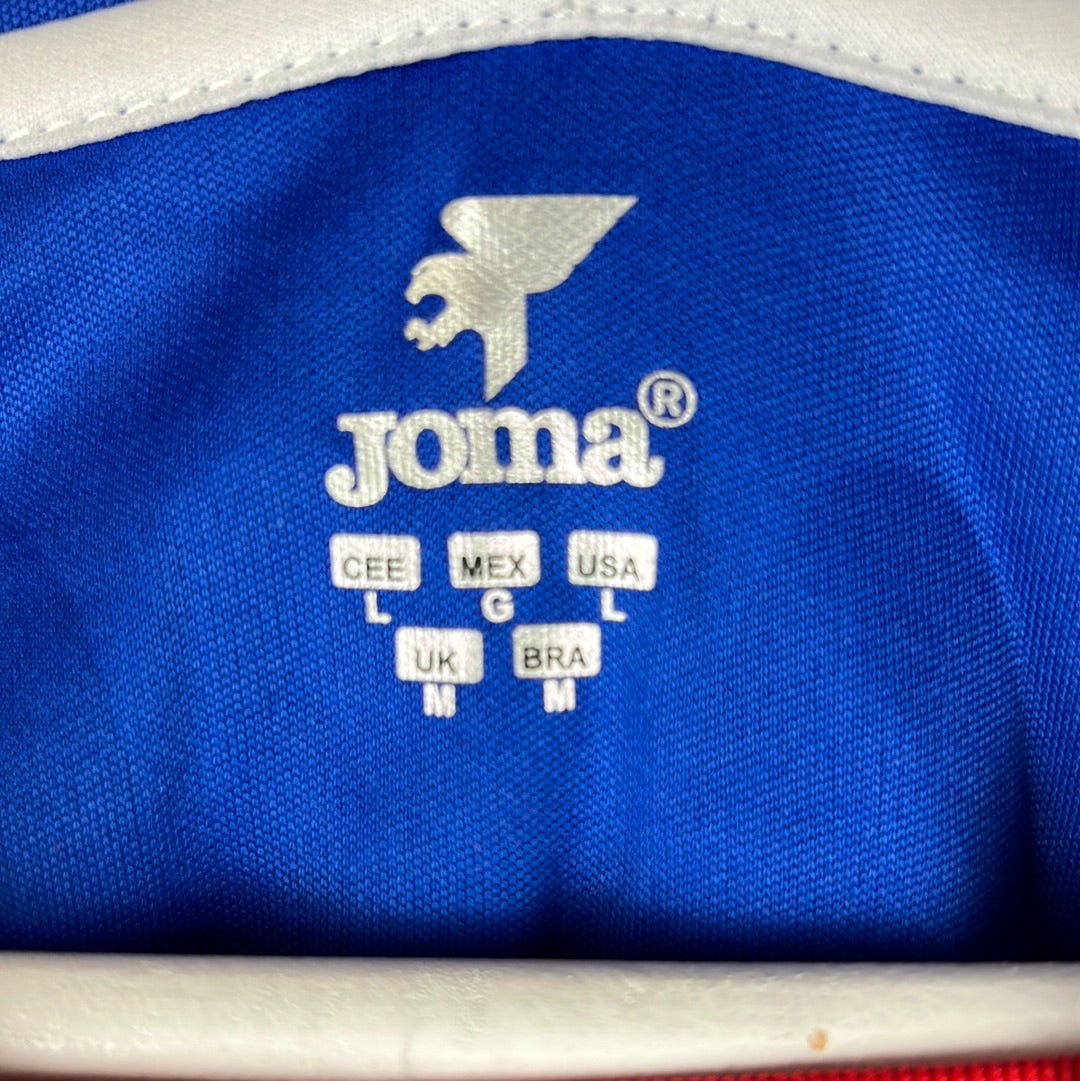 Joma®
CEE MEX USA
L G L
UK BRA
M M